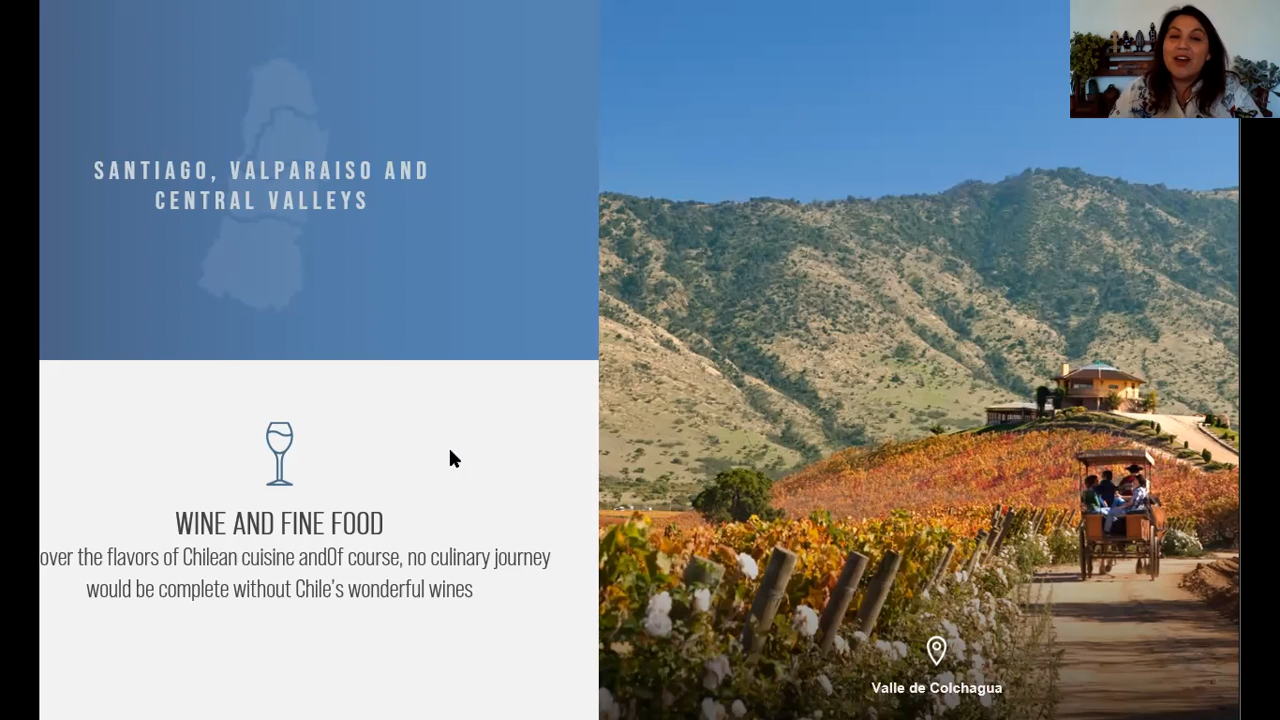 SANTIAGO, VALPARAISO AND
CENTRAL VALLEYS
WINE AND FINE FOOD
over the flavors of Chilean cuisine andOf course, no culinary journey
would be complete without Chile's wonderful wines
Valle de Colchagua